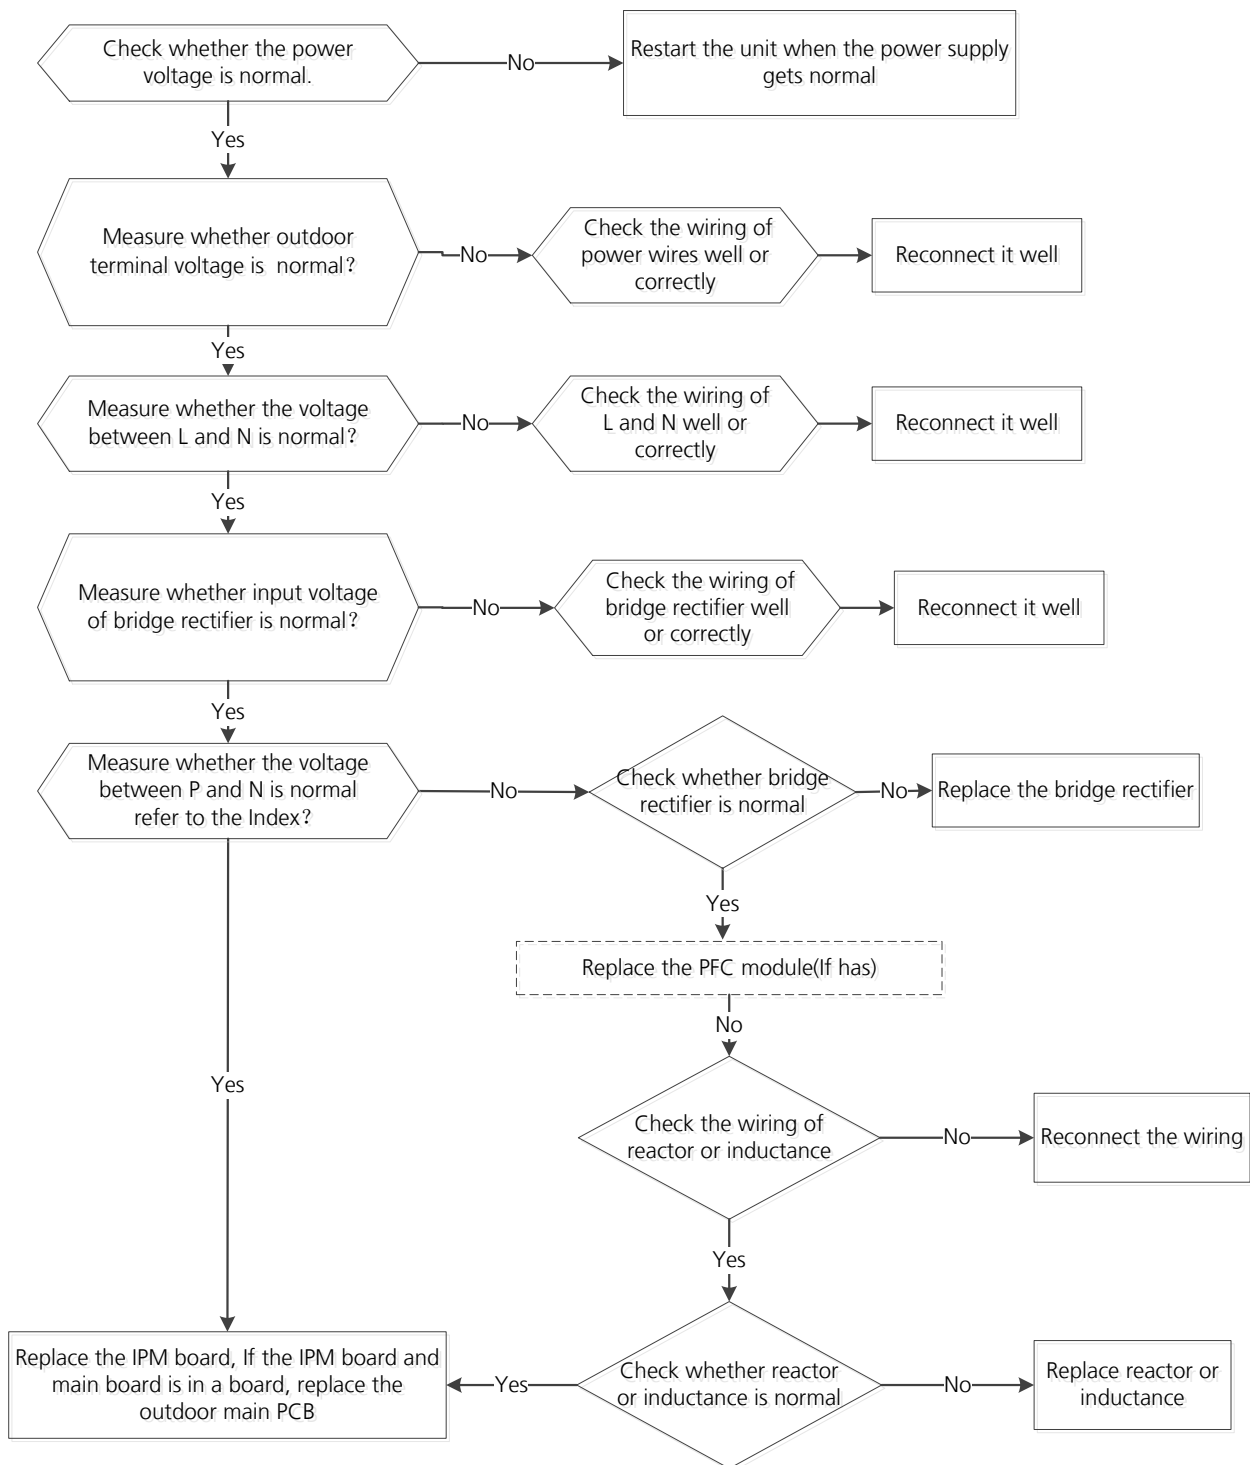 Check whether the power
voltage is normal.
No
Restart the unit when the power supply
gets normal
Yes
Measure whether outdoor
terminal voltage is  normal？
No
Check the wiring of
power wires well or
correctly
Reconnect it well
Yes
Measure whether the voltage
between L and N is normal？
No
Check the wiring of
L and N well or
correctly
Reconnect it well
Yes
Measure whether input voltage
of bridge rectifier is normal？
No
Check the wiring of
bridge rectifier well
or correctly
Reconnect it well
Yes
Measure whether the voltage
between P and N is normal
refer to the Index？
No
Check whether bridge
rectifier is normal
No
Replace the bridge rectifier
Yes
Replace the PFC module(If has)
No
Yes
Check the wiring of
reactor or inductance
No
Reconnect the wiring
Yes
Replace the IPM board, If the IPM board and
main board is in a board, replace the
outdoor main PCB
Yes
Check whether reactor
or inductance is normal
No
Replace reactor or
inductance